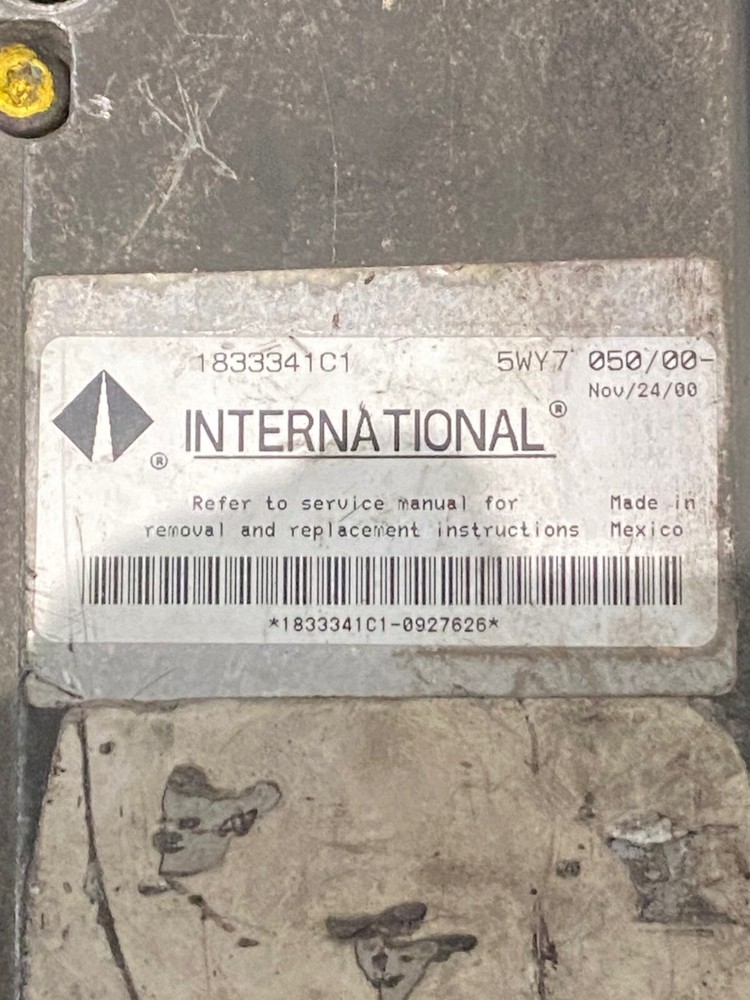 1833341C1 5WY7 050/00-
Nov/24/00
INTERNATIONAL®
®
Refer to service manual for Made in
removal and replacement instructions Mexico
*1833341C1-0927626*